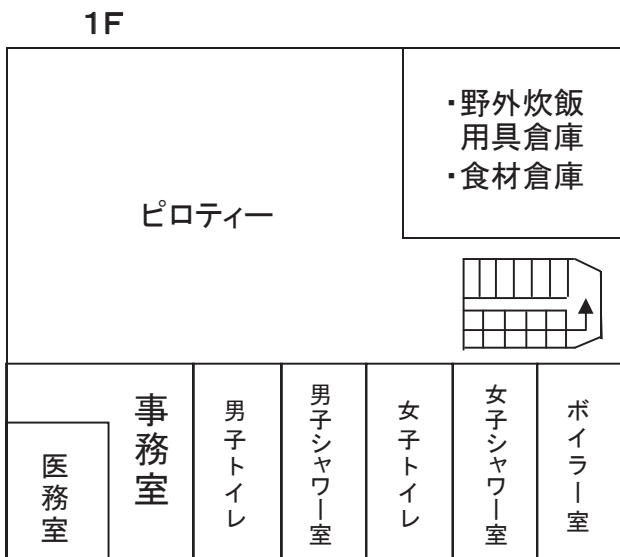 1F
・野外炊飯
用具倉庫
・食材倉庫
ピロティー
医務室
事務室
男子トイレ
男子シャワー室
女子トイレ
女子シャワー室
ボイラー室